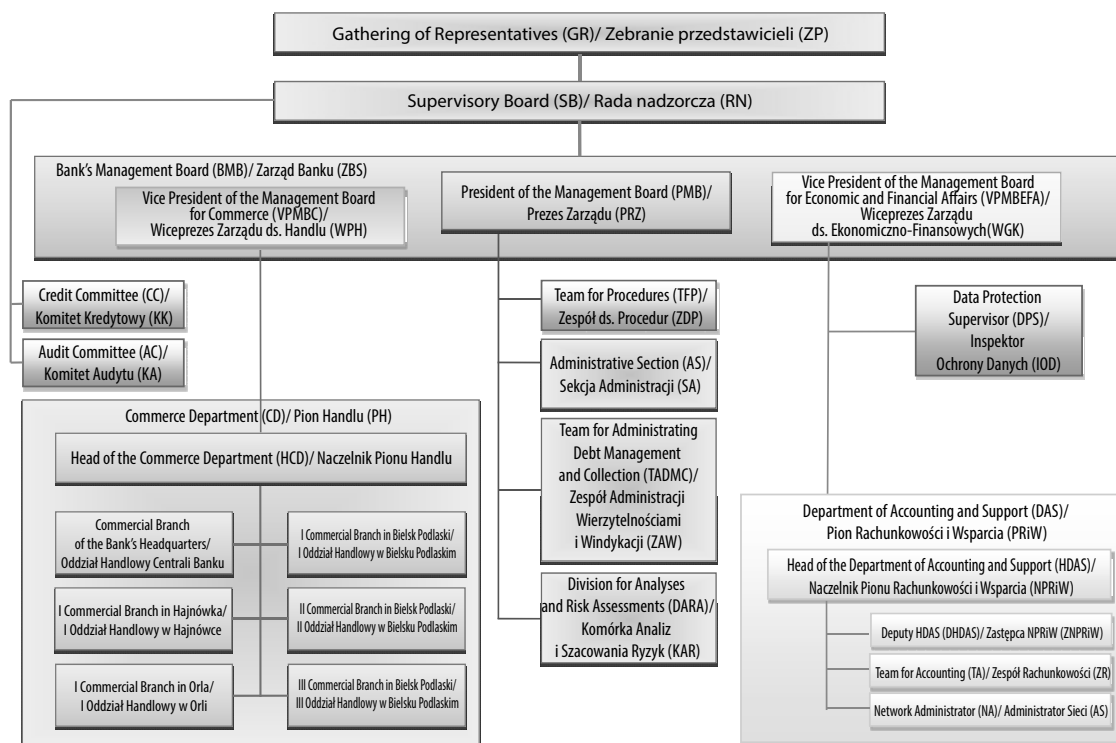 Gathering of Representatives (GR)/ Zebranie przedstawicieli (ZP)
Supervisory Board (SB)/ Rada nadzorcza (RN)
Bank's Management Board (BMB)/ Zarząd Banku (ZBS)
Vice President of the Management Board
for Commerce (VPMBC)/
Wiceprezes Zarządu ds. Handlu (WPH)
President of the Management Board (PMB)/
Prezes Zarządu (PRZ)
Vice President of the Management Board
for Economic and Financial Affairs (VPMBEFA)/
Wiceprezes Zarządu
ds. Ekonomiczno-Finansowych(WGK)
Credit Committee (CC)/
Komitet Kredytowy (KK)
Audit Committee (AC)/
Komitet Audytu (KA)
Team for Procedures (TFP)/
Zespół ds. Procedur (ZDP)
Administrative Section (AS)/
Sekcja Administracji (SA)
Team for Administrating
Debt Management
and Collection (TADMC)/
Zespół Administracji
Wierzytelnościami
i Windykacji (ZAW)
Division for Analyses
and Risk Assessments (DARA)/
Komórka Analiz
i Szacowania Ryzyk (KAR)
Data Protection
Supervisor (DPS)/
Inspektor
Ochrony Danych (IOD)
Commerce Department (CD)/ Pion Handlu (PH)
Head of the Commerce Department (HCD)/ Naczelnik Pionu Handlu
Commercial Branch
of the Bank's Headquarters/
Oddział Handlowy Centrali Banku
I Commercial Branch in Bielsk Podlaski/
I Oddział Handlowy w Bielsku Podlaskim
I Commercial Branch in Hajnówka/
I Oddział Handlowy w Hajnówce
II Commercial Branch in Bielsk Podlaski/
II Oddział Handlowy w Bielsku Podlaskim
I Commercial Branch in Orla/
I Oddział Handlowy w Orli
III Commercial Branch in Bielsk Podlaski/
III Oddział Handlowy w Bielsku Podlaskim
Department of Accounting and Support (DAS)/
Pion Rachunkowości i Wsparcia (PRiW)
Head of the Department of Accounting and Support (HDAS)/
Naczelnik Pionu Rachunkowości i Wsparcia (NPRiW)
Deputy HDAS (DHDAS)/ Zastępca NPRiW (ZNPRiW)
Team for Accounting (TA)/ Zespół Rachunkowości (ZR)
Network Administrator (NA)/ Administrator Sieci (AS)